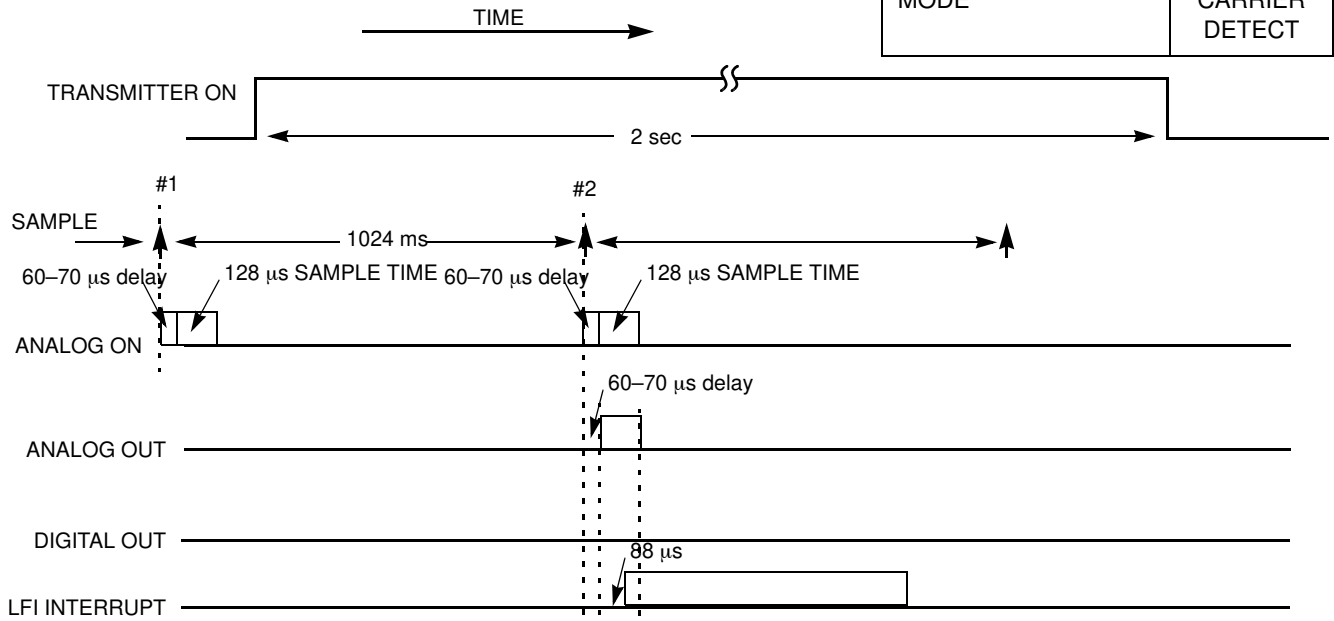 MODE
CARRIER
DETECT
TIME
TRANSMITTER ON
2 sec
#1
#2
SAMPLE
1024 ms
60–70 µs delay
128 µs SAMPLE TIME
60–70 µs delay
128 µs SAMPLE TIME
ANALOG ON
60–70 µs delay
ANALOG OUT
DIGITAL OUT
88 µs
LFI INTERRUPT